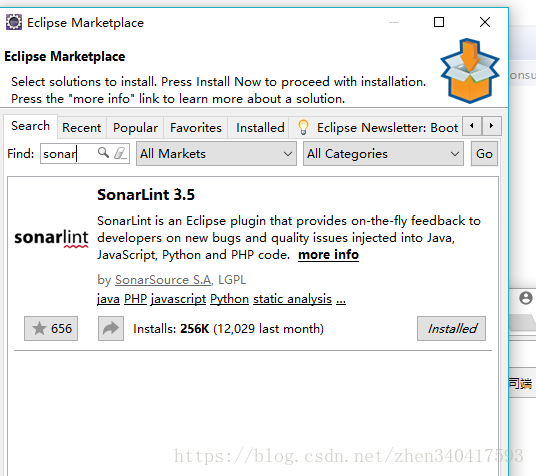 Eclipse Marketplace
Eclipse Marketplace
Select solutions to install. Press Install Now to proceed with installation.
Press the "more info" link to learn more about a solution.
onsu
Search Recent Popular Favorites Installed Eclipse Newsletter: Boot
Find: sonar All Markets All Categories Go
SonarLint 3.5
sonarlint
SonarLint is an Eclipse plugin that provides on-the-fly feedback to
developers on new bugs and quality issues injected into Java,
JavaScript, Python and PHP code. more info
by SonarSource S.A, LGPL
java PHP javascript Python static analysis ...
656 Installs: 256K (12,029 last month) Installed
司端
https://blog.csdn.net/zhen340417593